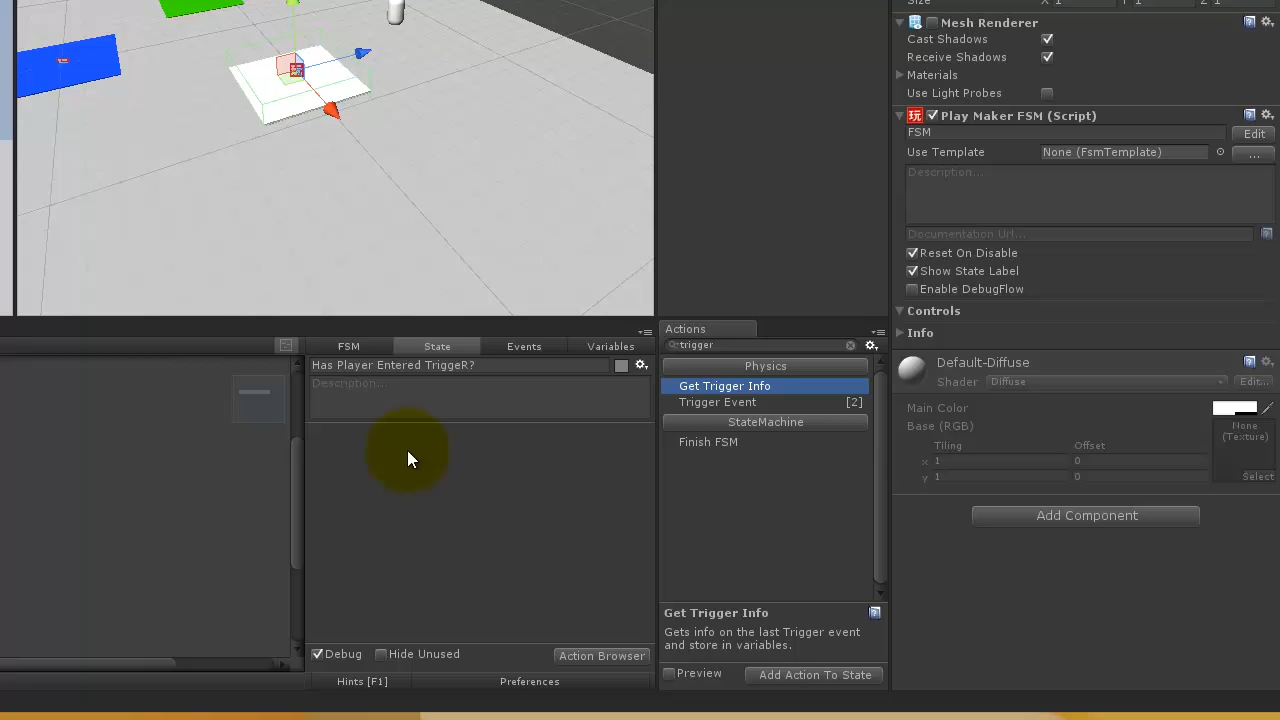 Size X 1 Y 1 Z 1
Mesh Renderer
Cast Shadows
Receive Shadows
Materials
Use Light Probes
玩 Play Maker FSM (Script)
FSM Edit
Use Template None (FsmTemplate) ...
Description...
Documentation Url...
Reset On Disable
Show State Label
Enable DebugFlow
Controls
Info
Default-Diffuse
Shader Diffuse Edit...
Main Color
Base (RGB)
None
(Texture)
Tiling Offset
x 1 0
y 1 0
Select
Add Component
FSM State Events Variables
Has Player Entered TriggeR?
Description...
Debug Hide Unused Action Browser
Hints [F1] Preferences
Actions
trigger
Physics
Get Trigger Info
Trigger Event [2]
StateMachine
Finish FSM
Get Trigger Info
Gets info on the last Trigger event
and store in variables.
Preview Add Action To State